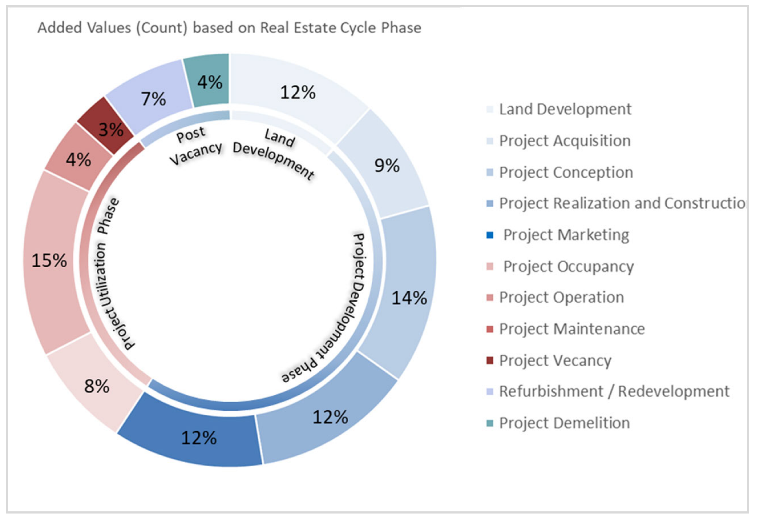 Added Values (Count) based on Real Estate Cycle Phase
12%
9%
14%
12%
12%
8%
15%
4%
3%
7%
4%
Land
Development
Project Development Phase
Project Utilization Phase
Post
Vacancy
Land Development
Project Acquisition
Project Conception
Project Realization and Constructio
Project Marketing
Project Occupancy
Project Operation
Project Maintenance
Project Vecancy
Refurbishment / Redevelopment
Project Demelition